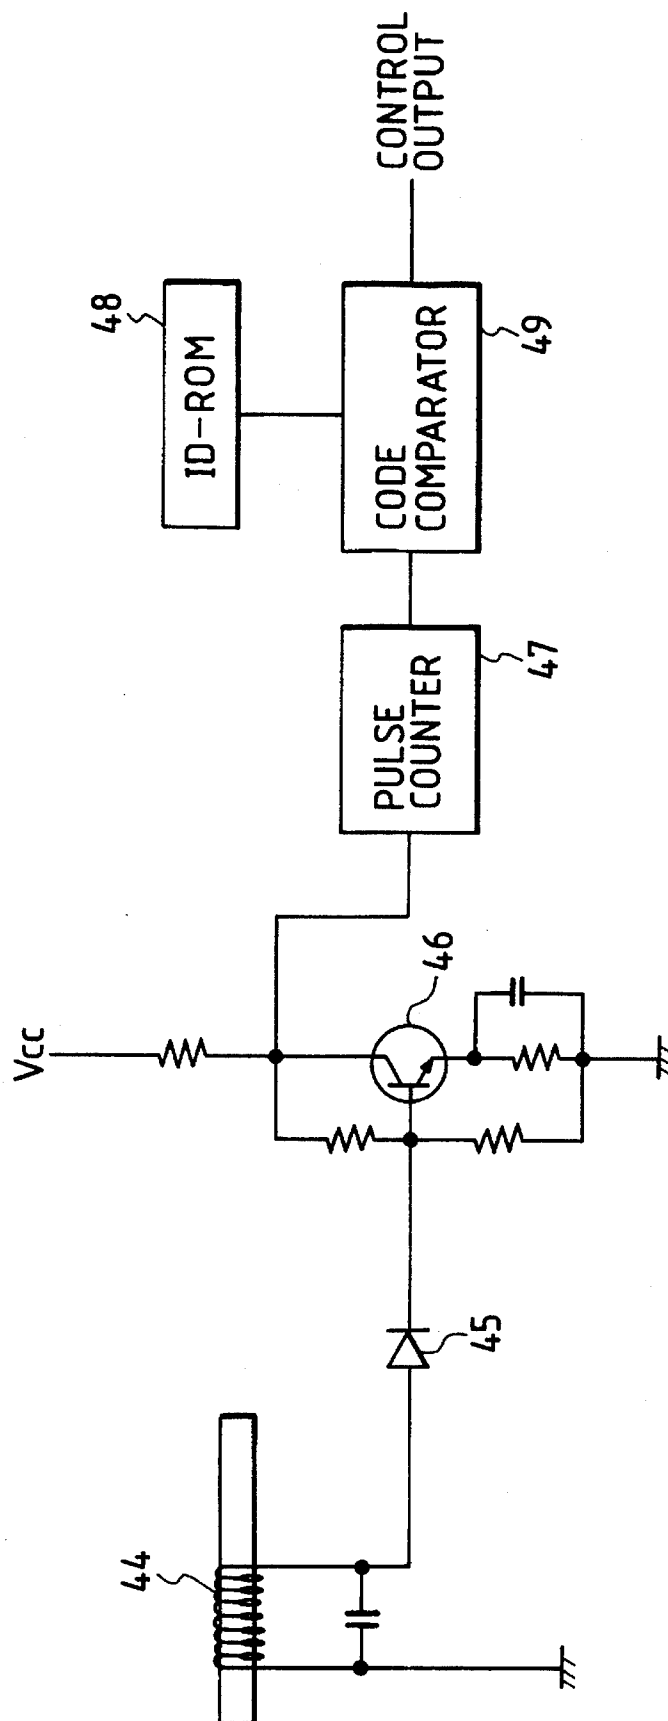 44
45
Vcc
46
PULSE
COUNTER
47
ID-ROM
48
CODE
COMPARATOR
49
CONTROL
OUTPUT